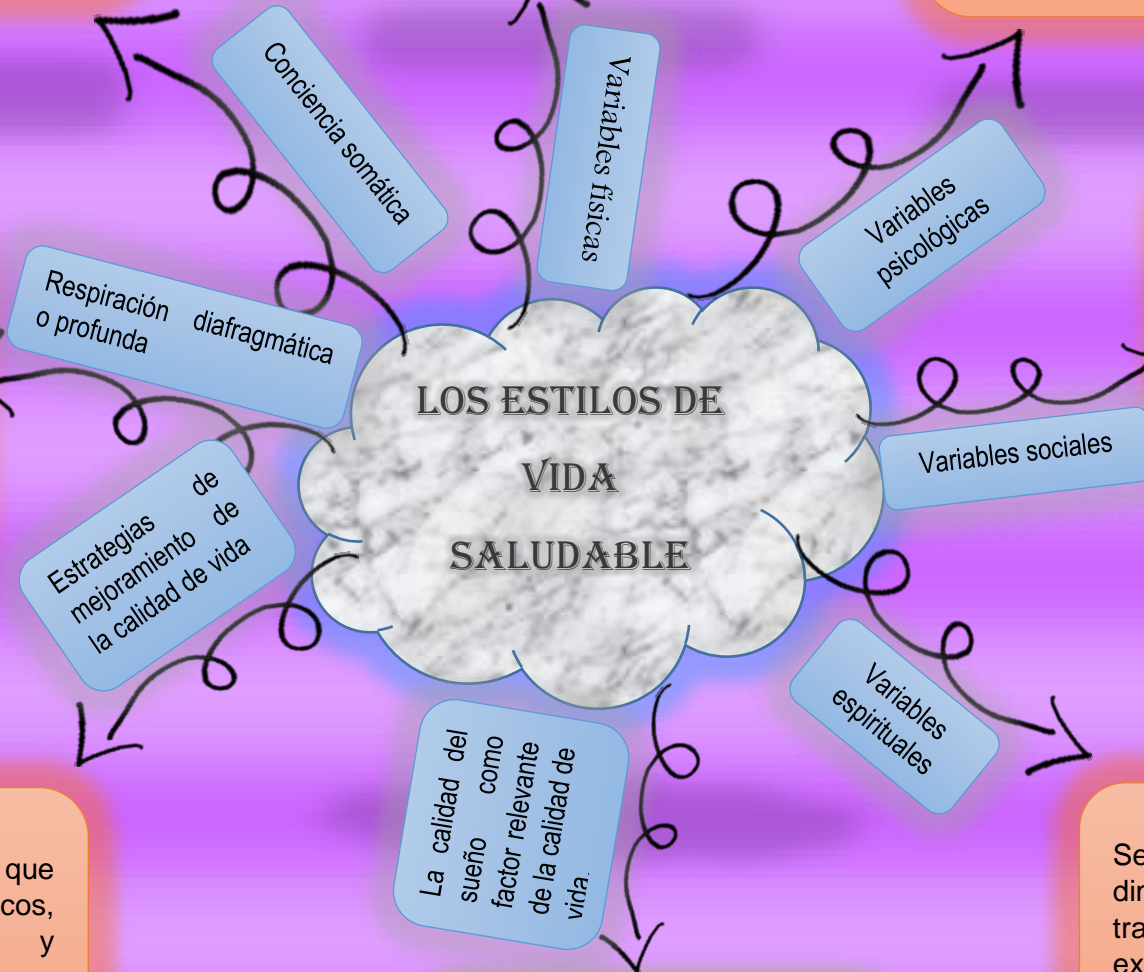 LOS ESTILOS DE
VIDA
SALUDABLE
Conciencia somática
Variables físicas
Variables
psicológicas
Variables sociales
Variables
espirituales
La calidad del
sueño como
factor relevante
de la calidad de
vida.
Estrategias de
mejoramiento de
la calidad de vida
Respiración diafragmática
o profunda
que
cos,
y
Se
dir
tra
ex